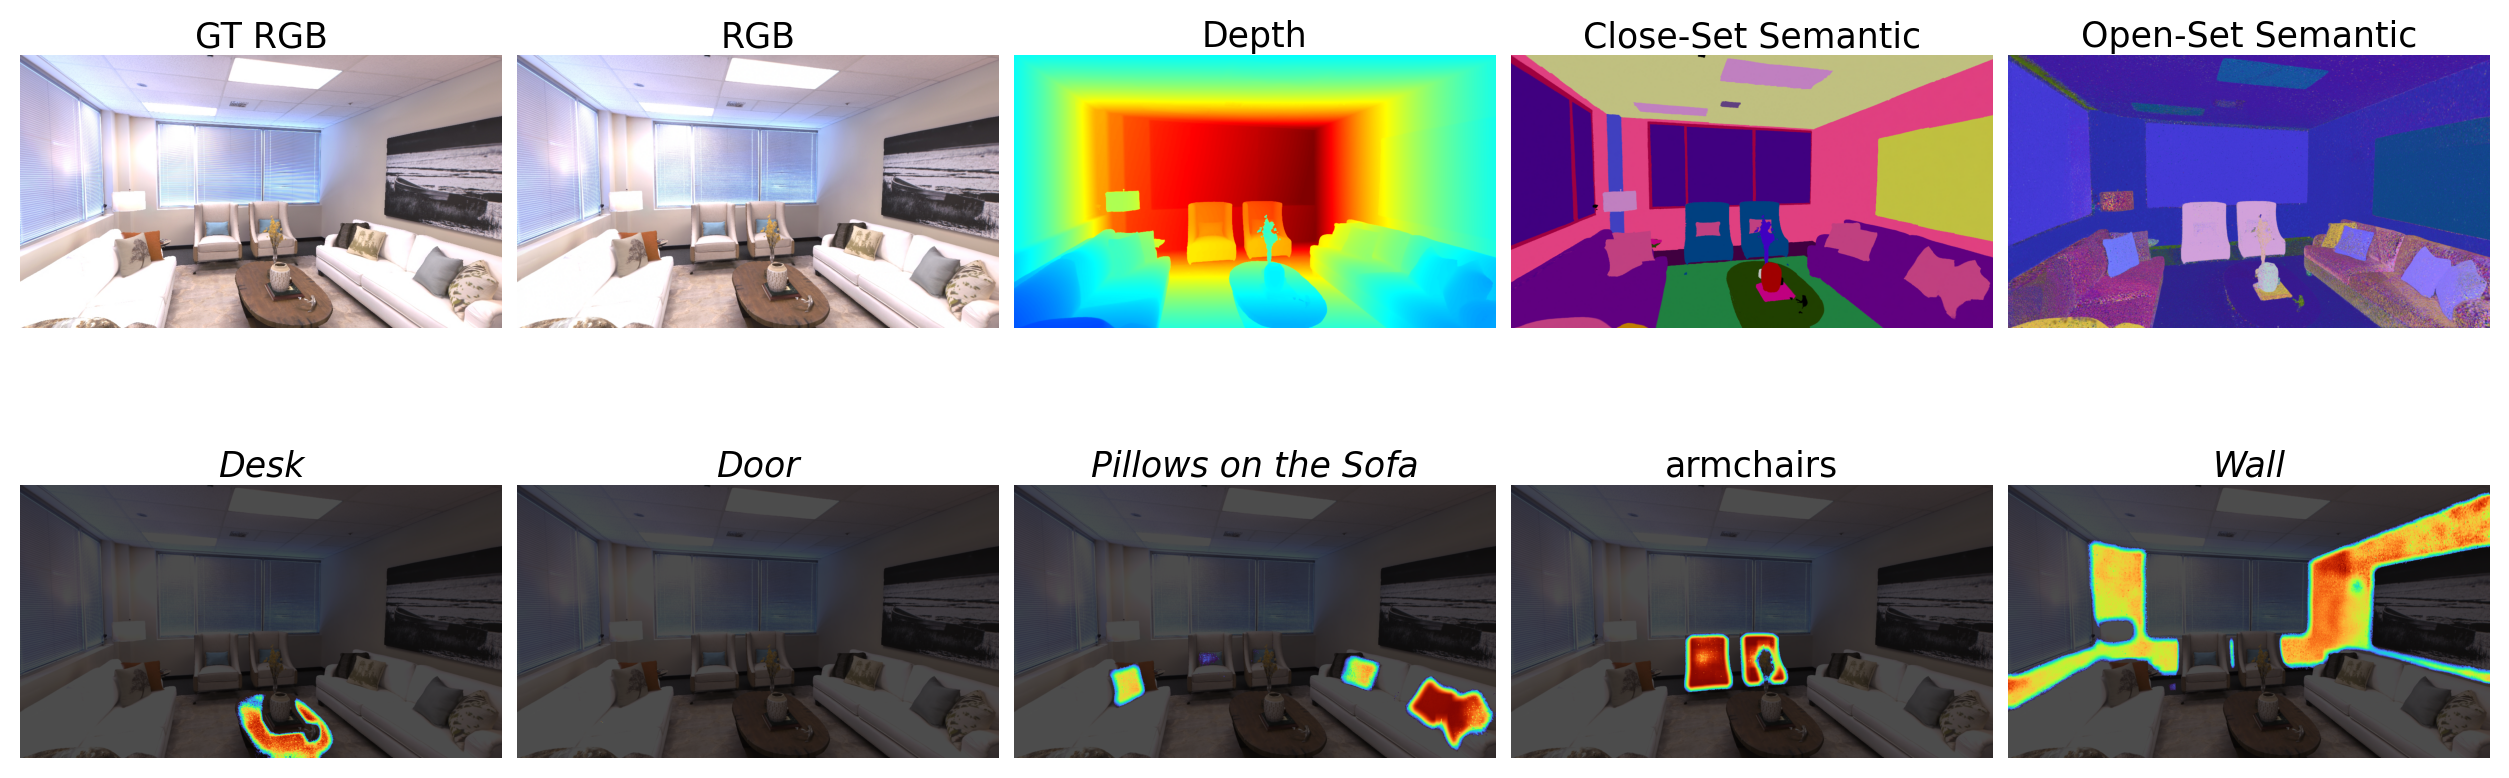 GT RGB
RGB
Depth
Close-Set Semantic
Open-Set Semantic
Desk
Door
Pillows on the Sofa
armchairs
Wall